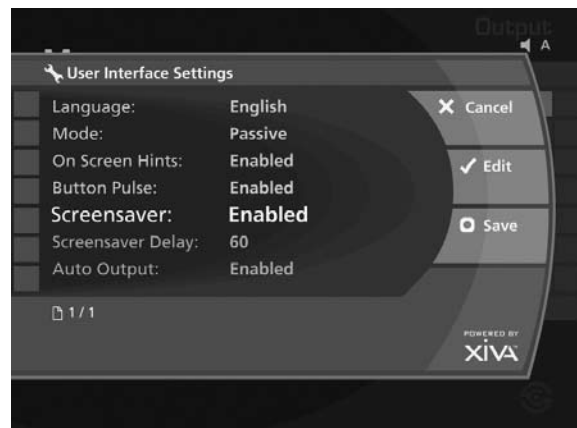 Output
A
User Interface Settings
Language: English
Mode: Passive
On Screen Hints: Enabled
Button Pulse: Enabled
Screensaver: Enabled
Screensaver Delay: 60
Auto Output: Enabled
Cancel
Edit
Save
1/1
POWERED BY
XiVA